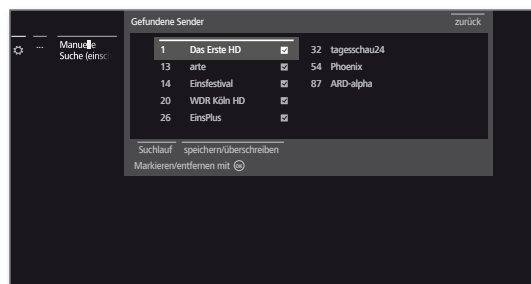 Gefundene Sender zurück
... Manuelle
Suche (einsc
1 Das Erste HD 32 tagesschau24
13 arte 54 Phoenix
14 Einsfestival 87 ARD-alpha
20 WDR Köln HD
26 EinsPlus
Suchlauf speichern/überschreiben
Markieren/entfernen mit OK